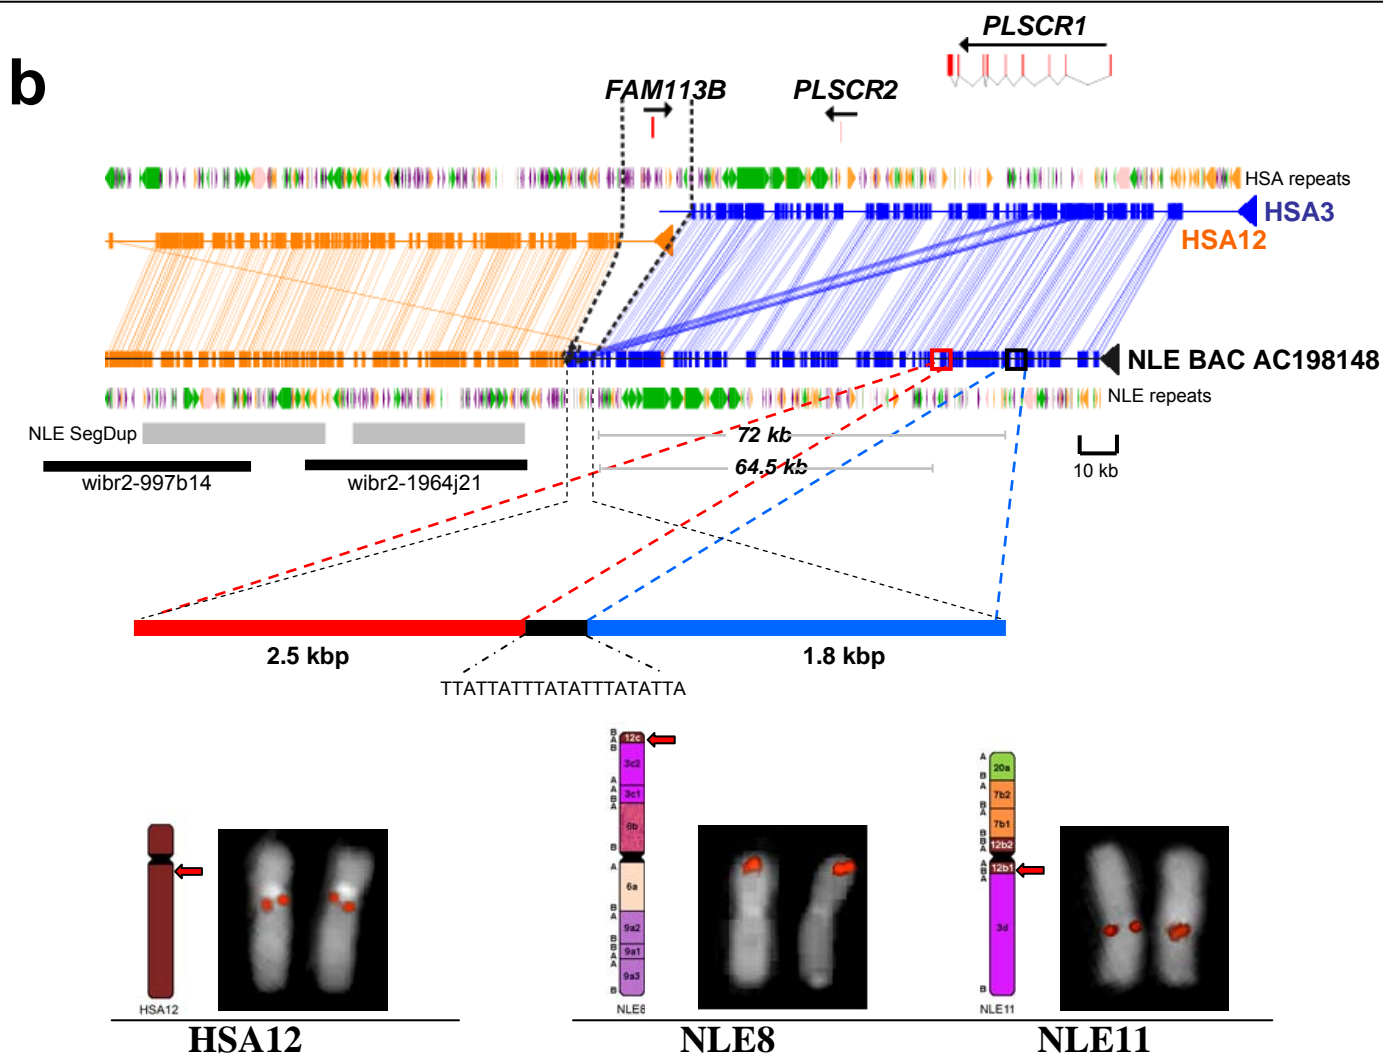 b
PLSCR1
FAM113B
PLSCR2
HSA repeats
HSA3
HSA12
NLE BAC AC198148
NLE repeats
NLE SegDup
72 kb
64.5 kb
10 kb
wibr2-997b14
wibr2-1964j21
2.5 kbp
1.8 kbp
TTATTATTTATATTTATATTA
HSA12
HSA12
B
A
B
12c
3c2
A
A
B
A
3c1
6b
B
A
6a
B
A
9a2
B
B
A
A
9a1
9a3
B
NLE8
NLE8
A
20a
B
A
7b2
B
A
7b1
B
B
A
12b2
A
B
A
12b1
3d
B
NLE11
NLE11